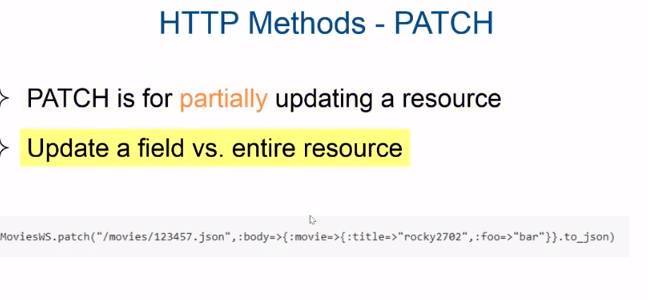 HTTP Methods - PATCH
PATCH is for partially updating a resource
Update a field vs. entire resource
MoviesWS.patch("/movies/123457.json",:body=>{:movie=>{:title=>"rocky2702",:foo=>"bar"}}.to_json)